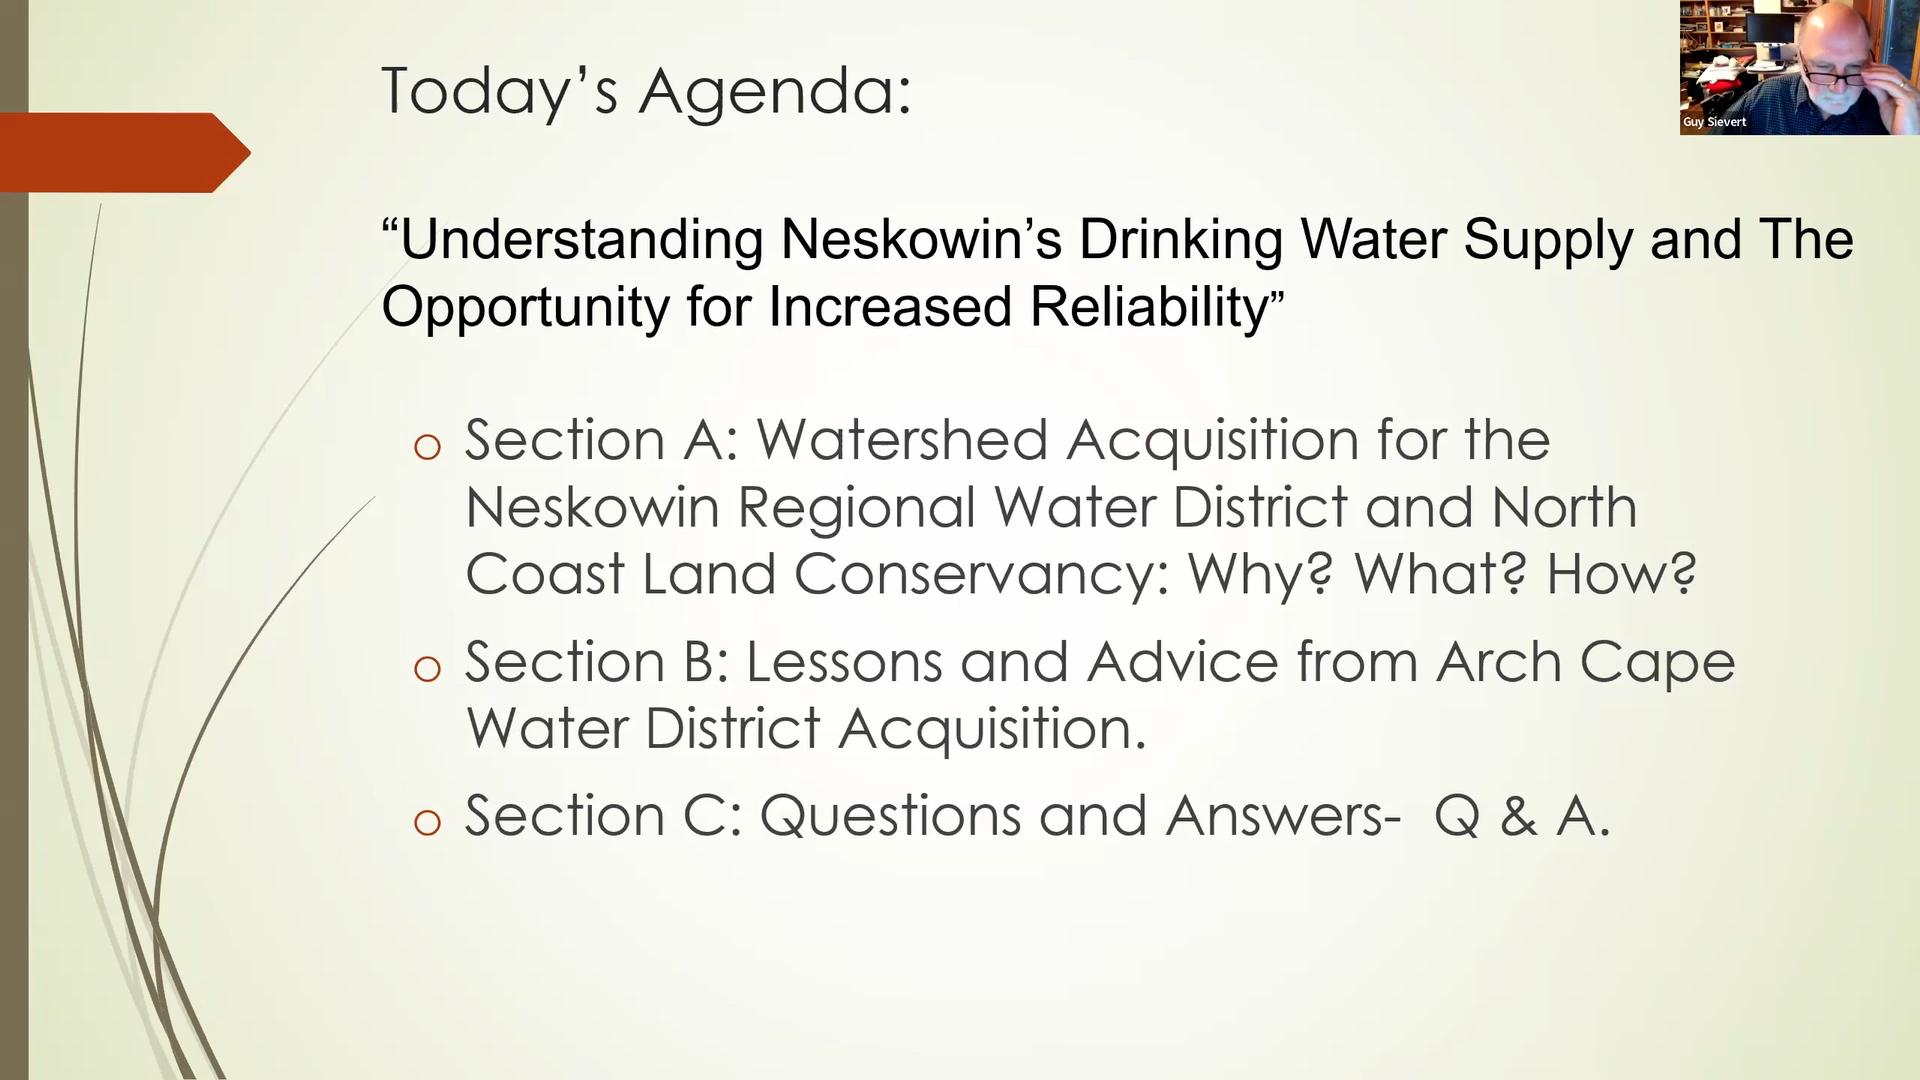 Today’s Agenda:
Guy Sievert
“Understanding Neskowin’s Drinking Water Supply and The
Opportunity for Increased Reliability”
o Section A: Watershed Acquisition for the
Neskowin Regional Water District and North
Coast Land Conservancy: Why? What? How?
o Section B: Lessons and Advice from Arch Cape
Water District Acquisition.
o Section C: Questions and Answers-  Q & A.